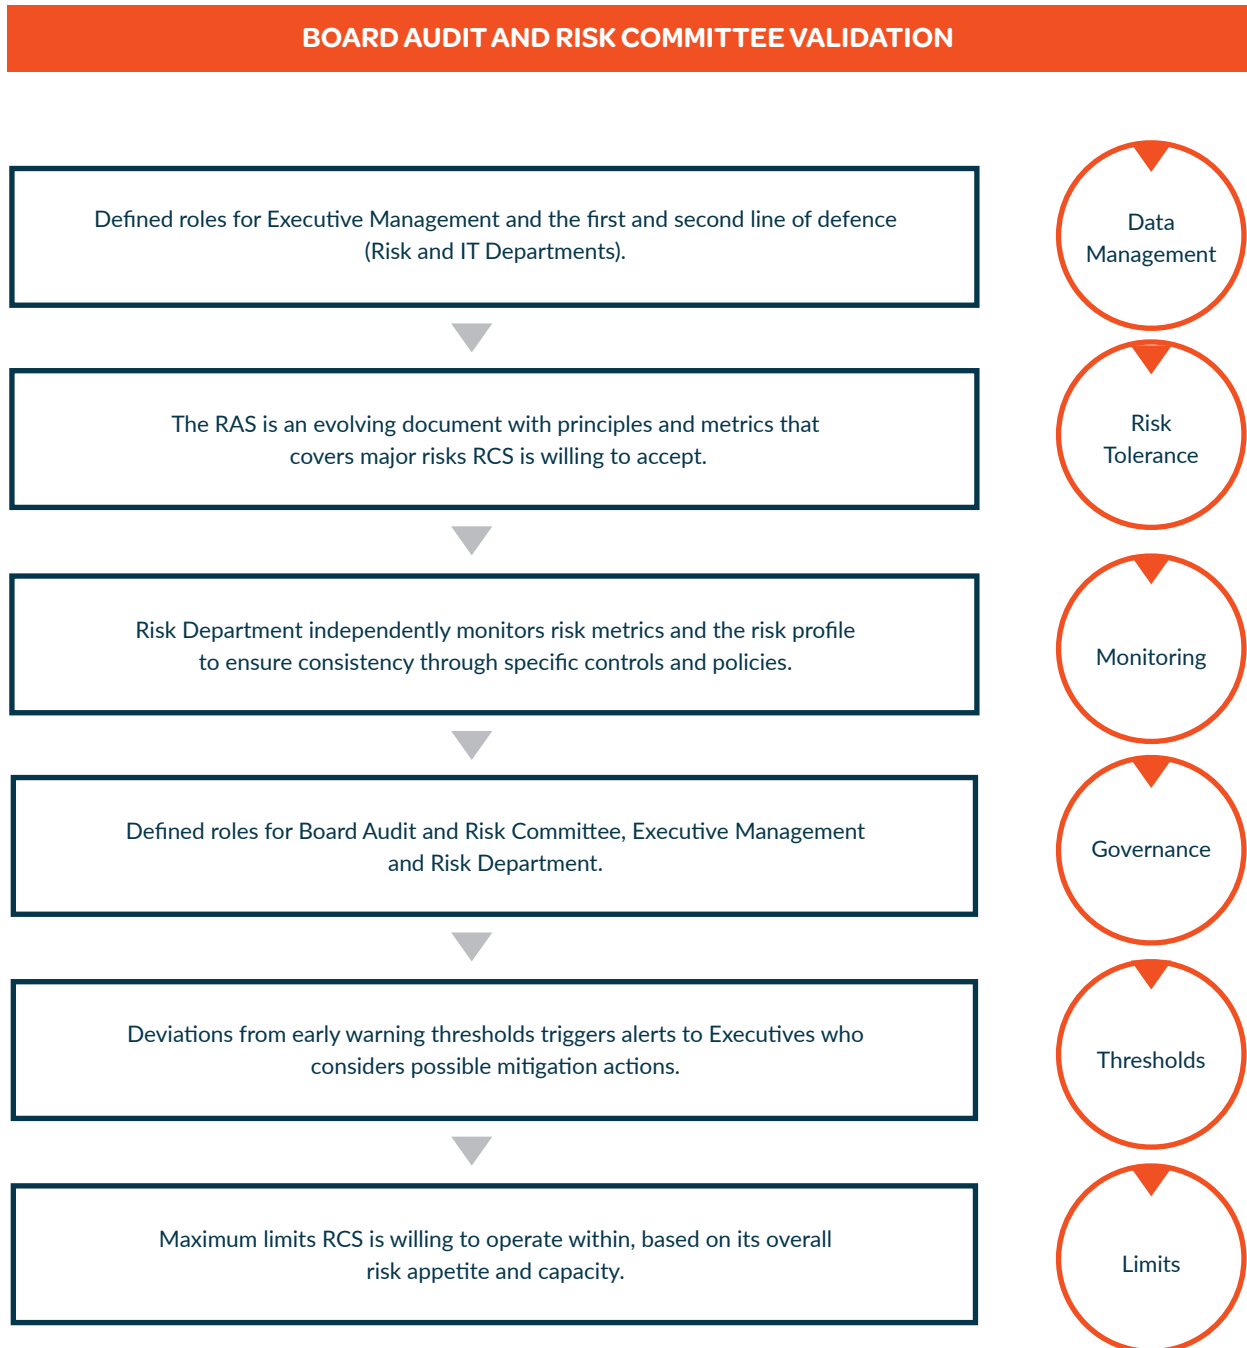 BOARD AUDIT AND RISK COMMITTEE VALIDATION
Defined roles for Executive Management and the first and second line of defence
(Risk and IT Departments).
Data
Management
The RAS is an evolving document with principles and metrics that
covers major risks RCS is willing to accept.
Risk
Tolerance
Risk Department independently monitors risk metrics and the risk profile
to ensure consistency through specific controls and policies.
Monitoring
Defined roles for Board Audit and Risk Committee, Executive Management
and Risk Department.
Governance
Deviations from early warning thresholds triggers alerts to Executives who
considers possible mitigation actions.
Thresholds
Maximum limits RCS is willing to operate within, based on its overall
risk appetite and capacity.
Limits